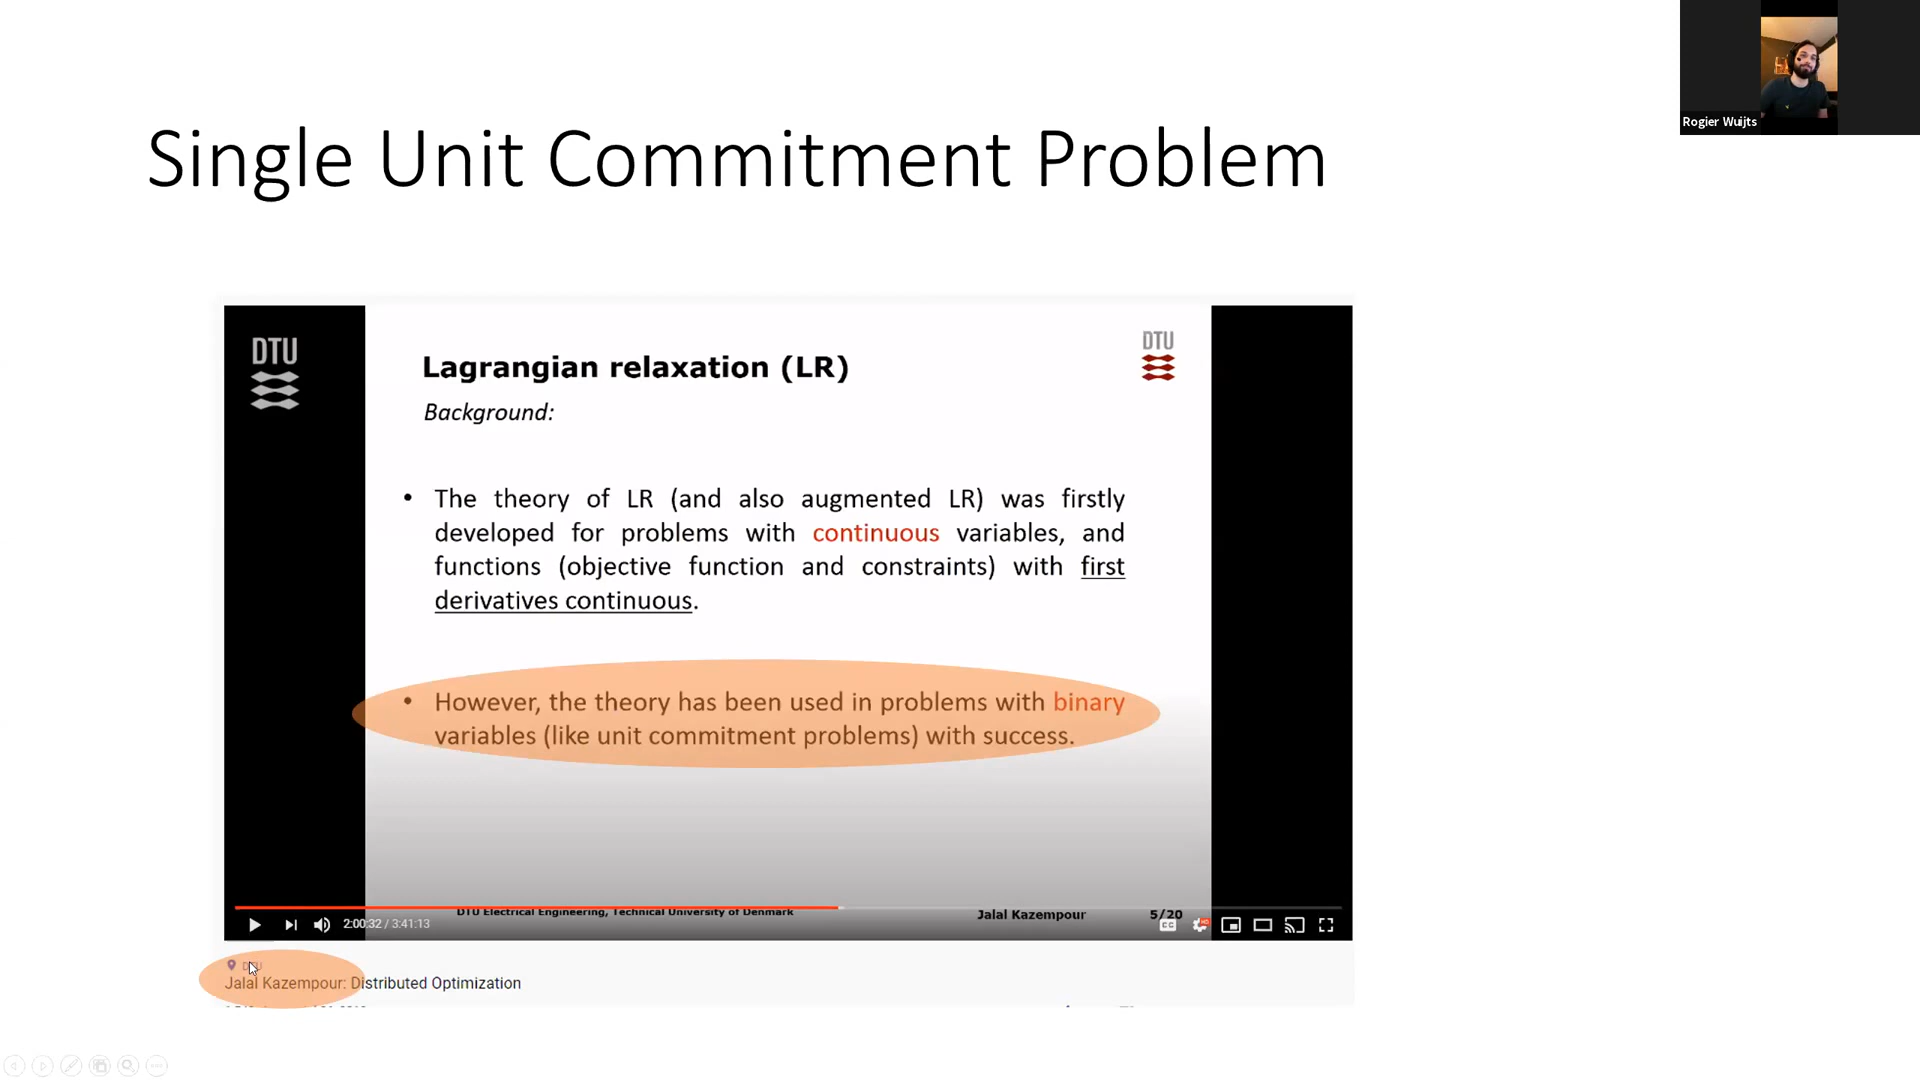 Rogier Wuijts
Single Unit Commitment Problem
DTU
DTU
Lagrangian relaxation (LR)
Background:
• The theory of LR (and also augmented LR) was firstly
developed for problems with continuous variables, and
functions (objective function and constraints) with first
derivatives continuous.
• However, the theory has been used in problems with binary
variables (like unit commitment problems) with success.
DTU Electrical Engineering, Technical University of Denmark
Jalal Kazempour
5/20
2:00:32 / 3:41:13
CC
HD
DTU
Jalal Kazempour: Distributed Optimization